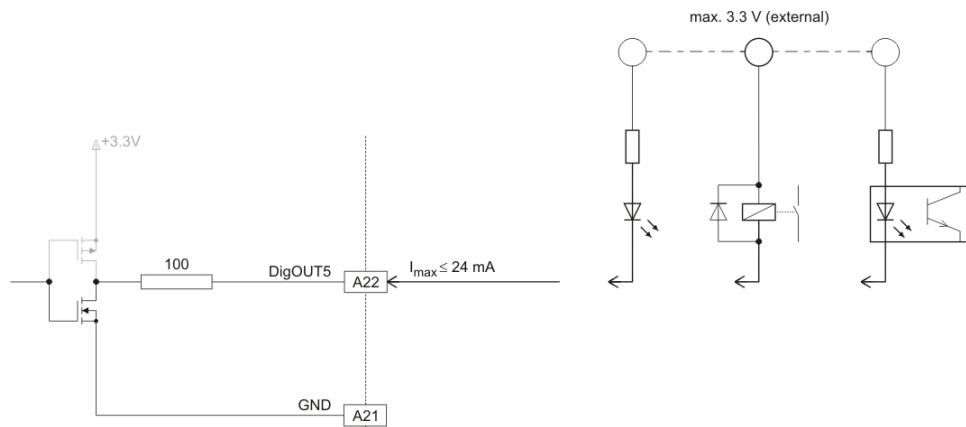 max. 3.3 V (external)
+3.3V
100
DigOUT5
A22
Imax ≤ 24 mA
GND
A21